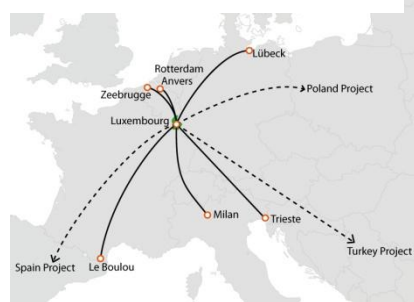 Lübeck
Rotterdam
Anvers
Zeebrugge
Poland Project
Luxembourg
Milan
Trieste
Turkey Project
Spain Project
Le Boulou